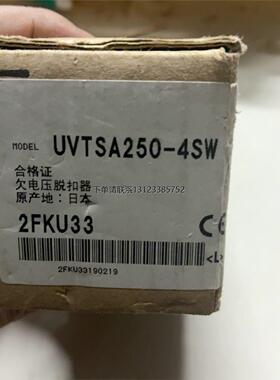 MODEL UVTSA250-4SW
合格证
欠电压脱扣器
原产地：日本
下单请联系13123385752
2FKU33
CE
2FKU33190219
<L>